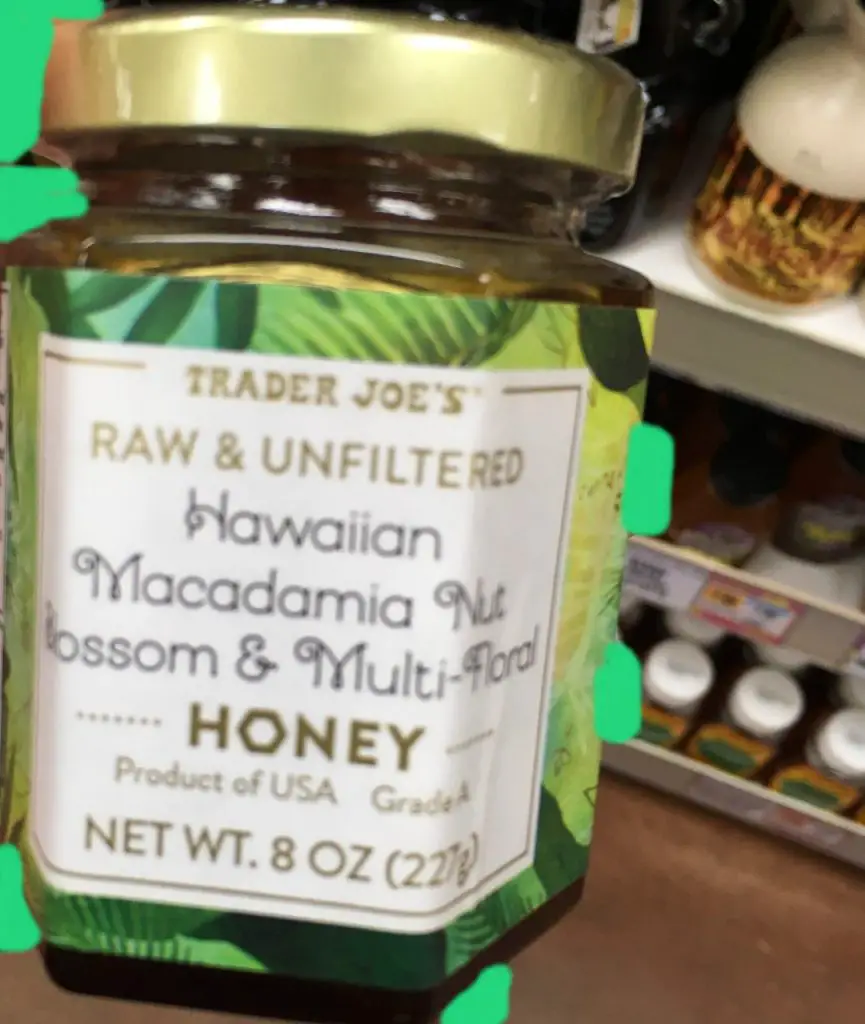 TRADER JOE'S
RAW & UNFILTERED
Hawaiian
Macadamia Nut
Blossom & Multi-Floral
HONEY
Product of USA Grade A
NET WT. 8 OZ (227g)